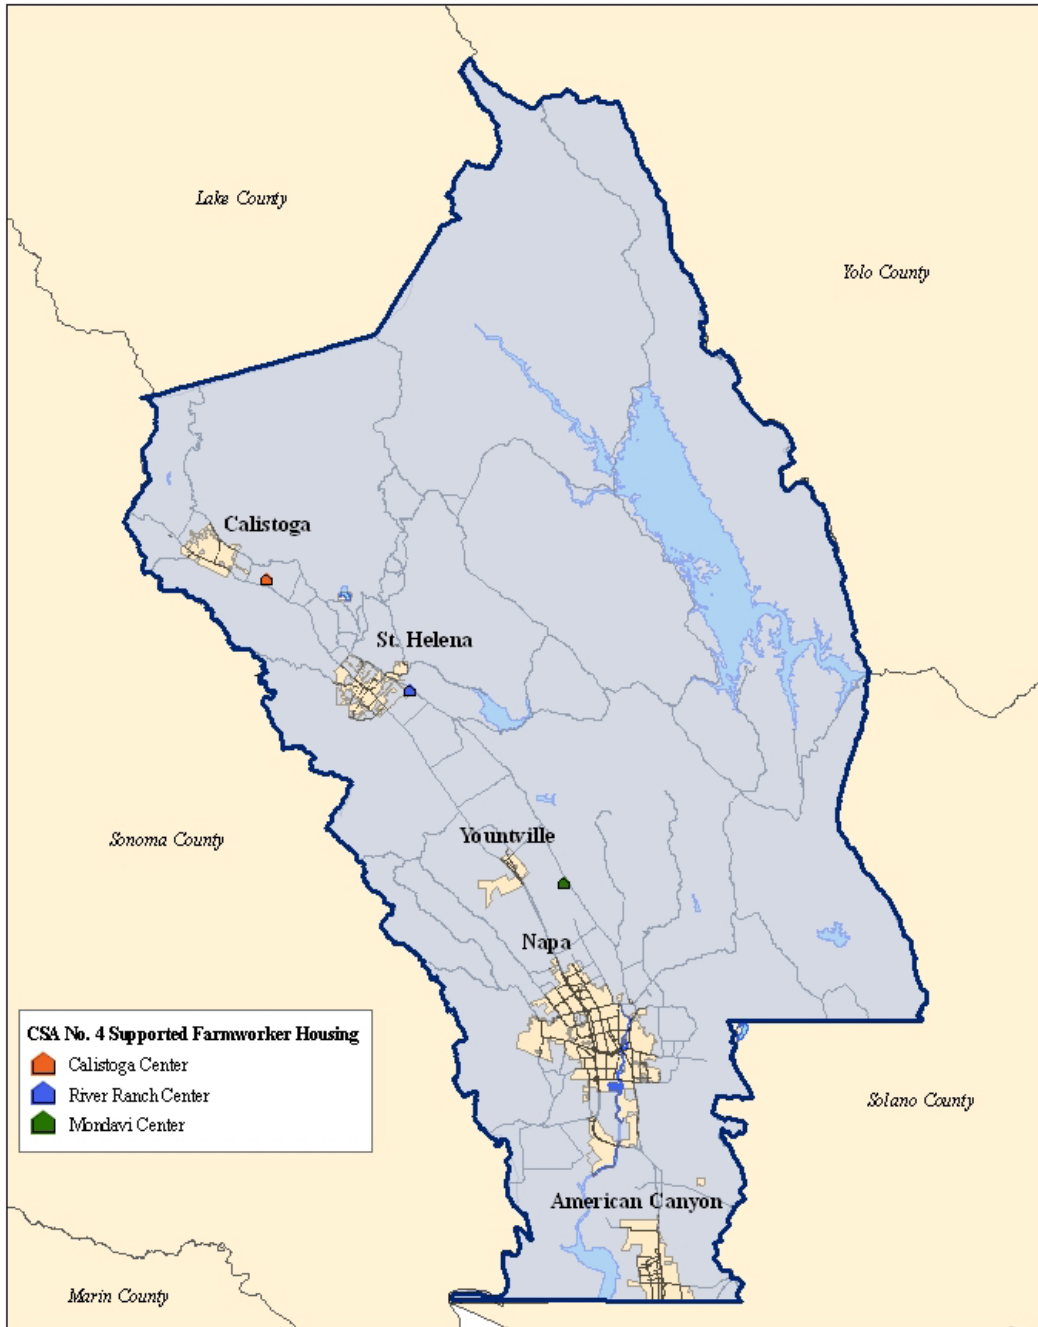 Lake County
Yolo County
Calistoga
St. Helena
Sonoma County
Yountville
Napa
CSA No. 4 Supported Farmworker Housing
Calistoga Center
River Ranch Center
Mondavi Center
Solano County
American Canyon
Marin County